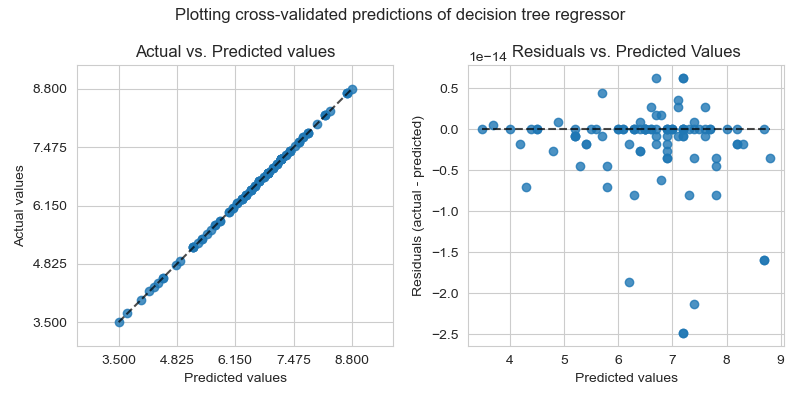 Plotting cross-validated predictions of decision tree regressor
Actual vs. Predicted values
8.800
7.475
6.150
4.825
3.500
Actual values
3.500 4.825 6.150 7.475 8.800
Predicted values
Residuals vs. Predicted Values
1e−14
0.5
0.0
−0.5
−1.0
−1.5
−2.0
−2.5
Residuals (actual - predicted)
4 5 6 7 8 9
Predicted values